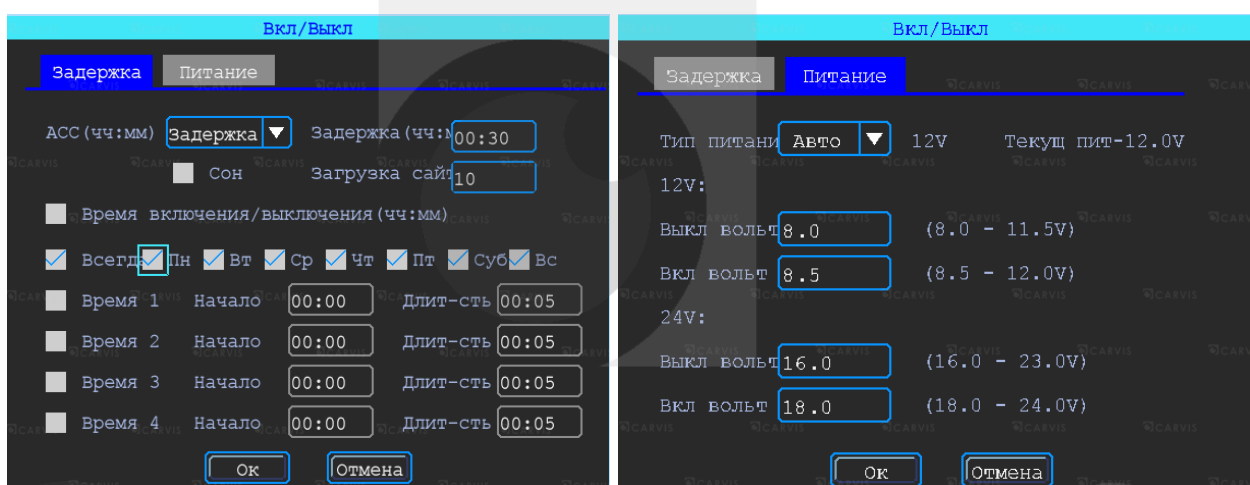 Вкл/Выкл
Задержка Питание
ACC(чч:мм) Задержка Задержка(чч:м 00:30
Сон Загрузка сайт 10
Время включения/выключения(чч:мм)
Всегда Пн Вт Ср Чт Пт Суб Вс
Время 1 Начало 00:00 Длит-сть 00:05
Время 2 Начало 00:00 Длит-сть 00:05
Время 3 Начало 00:00 Длит-сть 00:05
Время 4 Начало 00:00 Длит-сть 00:05
Ок Отмена
Вкл/Выкл
Задержка Питание
Тип питани Авто 12V Текущ пит-12.0V
12V:
Выкл вольт 8.0 (8.0 - 11.5V)
Вкл вольт 8.5 (8.5 - 12.0V)
24V:
Выкл вольт 16.0 (16.0 - 23.0V)
Вкл вольт 18.0 (18.0 - 24.0V)
Ок Отмена
CARVIS